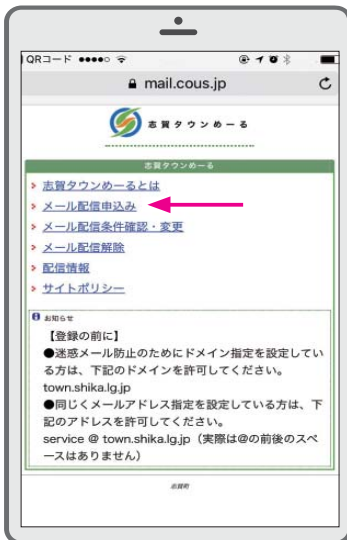 QRコード
mail.cous.jp
志賀タウンめーる
志賀タウンめーる
志賀タウンめーるとは
メール配信申込み
メール配信条件確認・変更
メール配信解除
配信情報
サイトポリシー
お知らせ
【登録の前に】
●迷惑メール防止のためにドメイン指定を設定してい
る方は、下記のドメインを許可してください。
town.shika.lg.jp
●同じくメールアドレス指定を設定している方は、下
記のアドレスを許可してください。
service @ town.shika.lg.jp（実際は@の前後のスペ
ースはありません）
志賀町